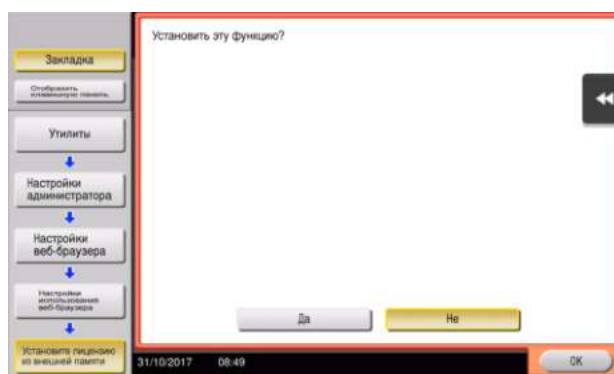 Установить эту функцию?
Закладка
Отобразить
клавишную панель.
Утилиты
Настройки
администратора
Настройки
веб-браузера
Настройки
использования
веб-браузера
Установите лицензию
из внешней памяти
Да
Не
31/10/2017 08:49
OK